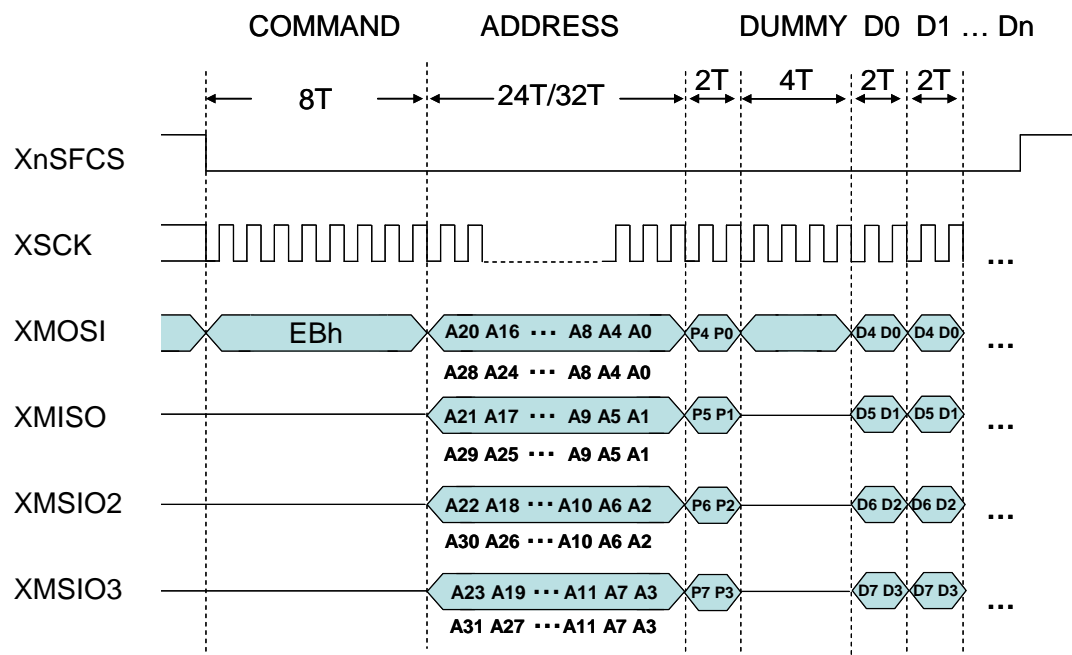 COMMAND ADDRESS DUMMY D0 D1 ... Dn
8T 24T/32T 2T 4T 2T 2T
XnSFCS
XSCK ...
XMOSI EBh A20 A16 ··· A8 A4 A0 P4 P0 D4 D0 D4 D0 ...
A28 A24 ··· A8 A4 A0
XMISO A21 A17 ··· A9 A5 A1 P5 P1 D5 D1 D5 D1 ...
A29 A25 ··· A9 A5 A1
XMSIO2 A22 A18 ··· A10 A6 A2 P6 P2 D6 D2 D6 D2 ...
A30 A26 ··· A10 A6 A2
XMSIO3 A23 A19 ··· A11 A7 A3 P7 P3 D7 D3 D7 D3 ...
A31 A27 ··· A11 A7 A3